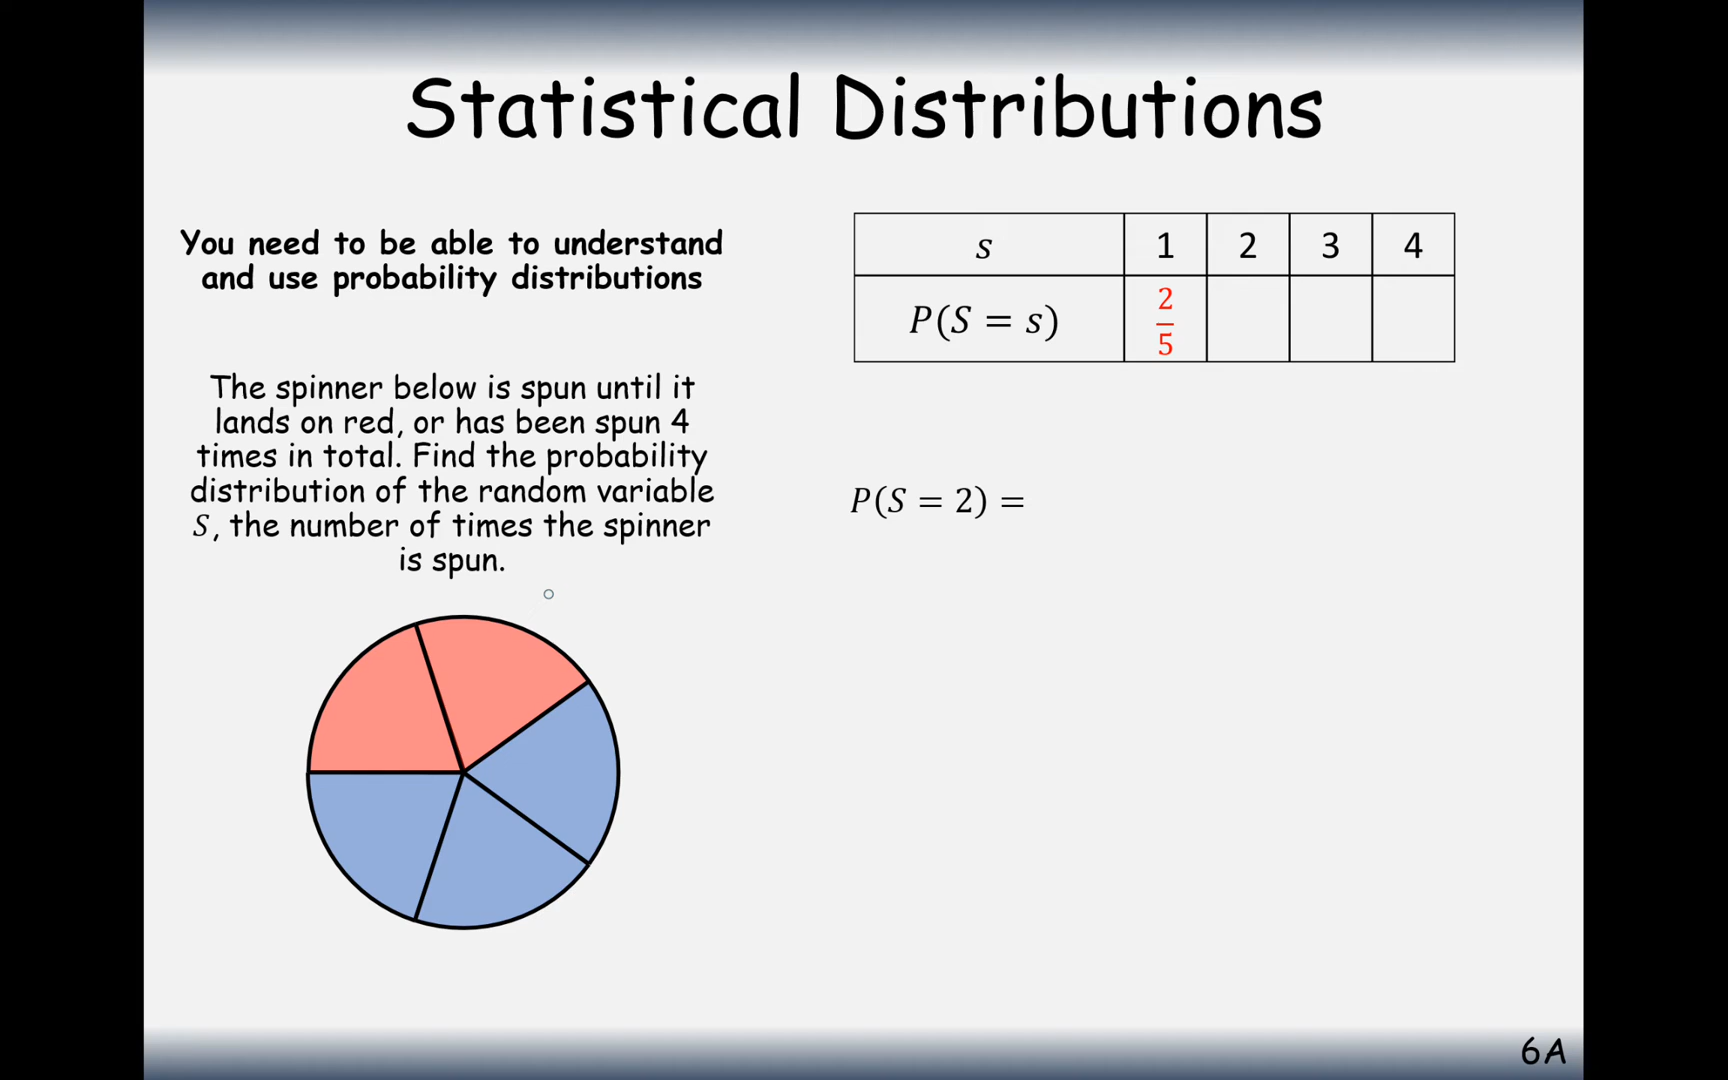 Statistical Distributions
You need to be able to understand
and use probability distributions
The spinner below is spun until it
lands on red, or has been spun 4
times in total. Find the probability
distribution of the random variable
S, the number of times the spinner
is spun.
s 1 2 3 4
P(S = s) 2/5
P(S = 2) =
6A